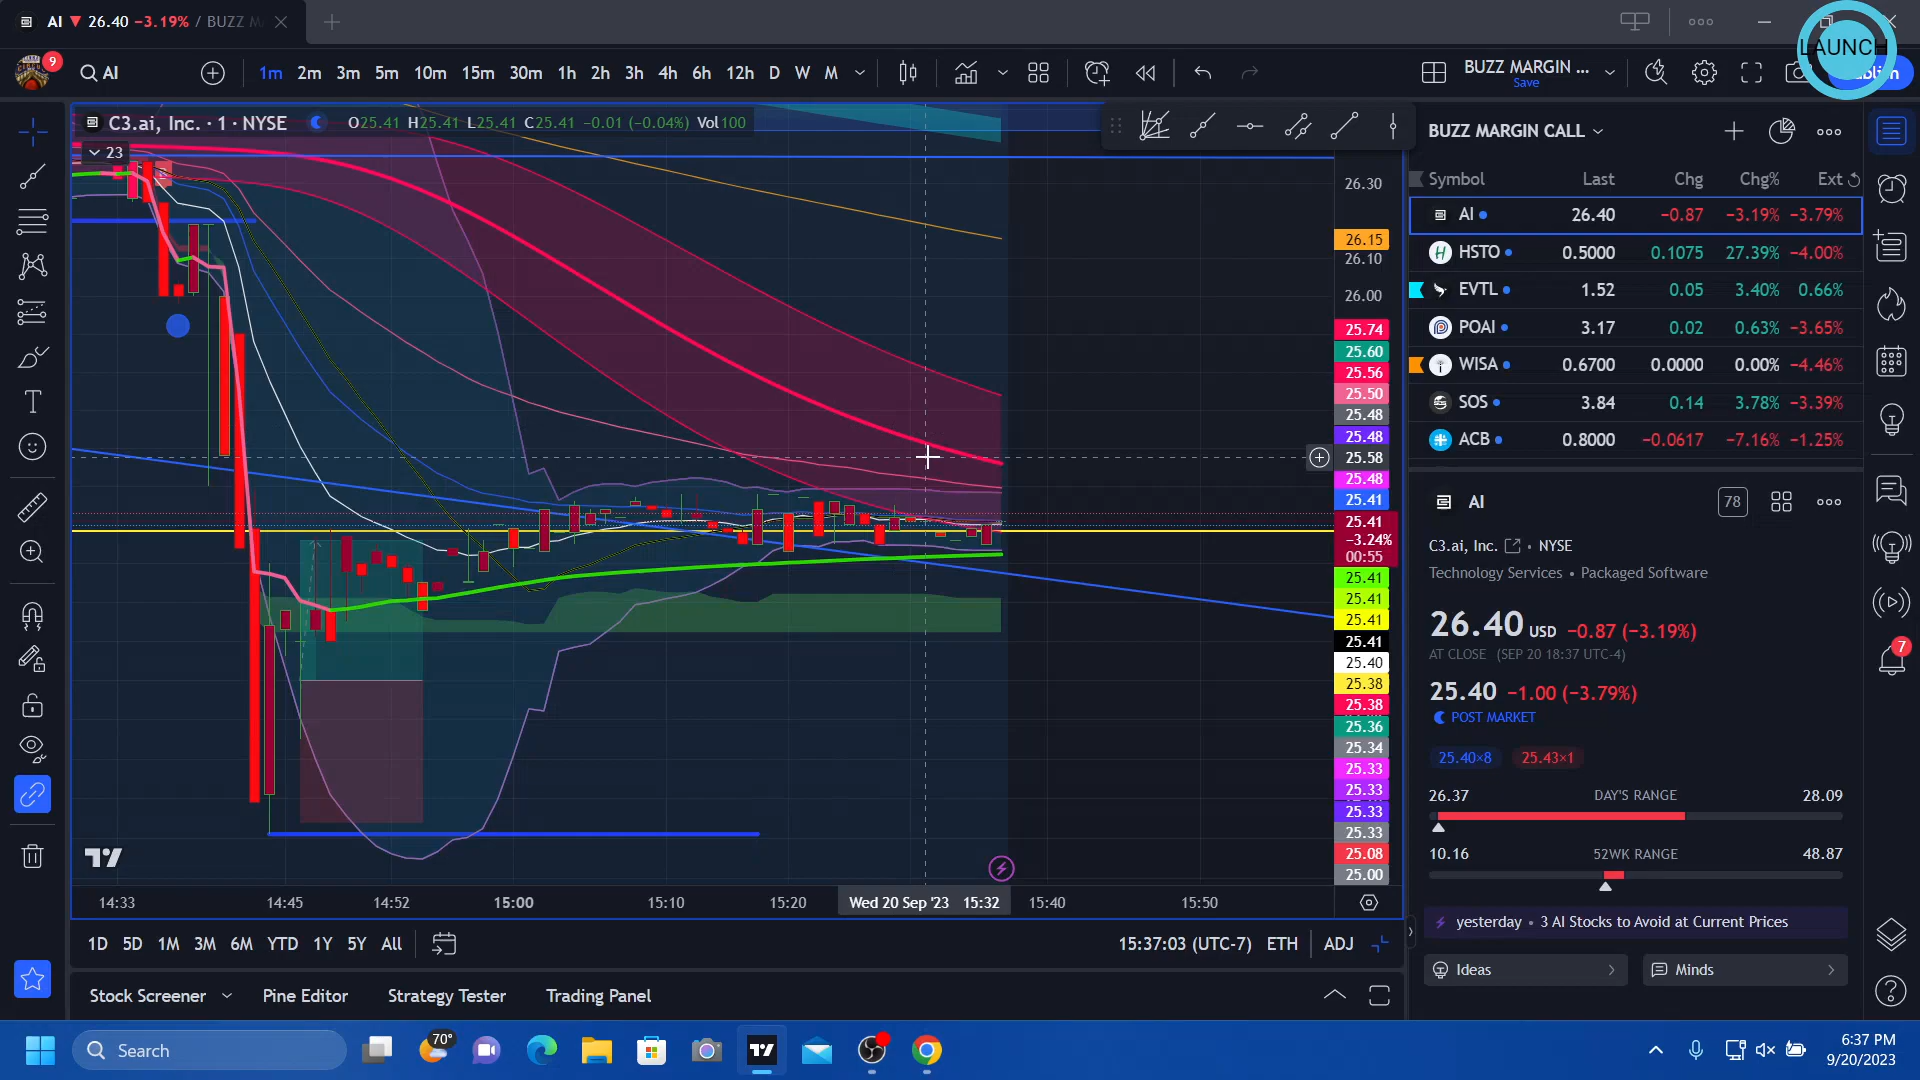 AI ▼ 26.40 −3.19% / BUZZ M
LAUNCH
9
AI
1m 2m 3m 5m 10m 15m 30m 1h 2h 3h 4h 6h 12h D W M
BUZZ MARGIN ...
Save
C3.ai, Inc. · 1 · NYSE
O25.41 H25.41 L25.41 C25.41 −0.01 (−0.04%) Vol100
23
26.30
26.15
26.10
26.00
25.74
25.60
25.56
25.50
25.48
25.48
25.58
25.48
25.41
25.41
−3.24%
00:55
25.41
25.41
25.41
25.41
25.40
25.38
25.38
25.36
25.34
25.33
25.33
25.33
25.33
25.08
25.00
14:33 14:45 14:52 15:00 15:10 15:20 Wed 20 Sep '23 15:32 15:40 15:50
1D 5D 1M 3M 6M YTD 1Y 5Y All
15:37:03 (UTC-7) ETH ADJ
Stock Screener Pine Editor Strategy Tester Trading Panel
BUZZ MARGIN CALL
Symbol Last Chg Chg% Ext
AI 26.40 −0.87 −3.19% −3.79%
HSTO 0.5000 0.1075 27.39% −4.00%
EVTL 1.52 0.05 3.40% 0.66%
POAI 3.17 0.02 0.63% −3.65%
WISA 0.6700 0.0000 0.00% −4.46%
SOS 3.84 0.14 3.78% −3.39%
ACB 0.8000 −0.0617 −7.16% −1.25%
AI 78
C3.ai, Inc. · NYSE
Technology Services • Packaged Software
26.40 USD −0.87 (−3.19%)
AT CLOSE (SEP 20 18:37 UTC-4)
25.40 −1.00 (−3.79%)
POST MARKET
25.40×8 25.43×1
26.37 DAY'S RANGE 28.09
10.16 52WK RANGE 48.87
yesterday • 3 AI Stocks to Avoid at Current Prices
Ideas Minds
7
Search
70°
6:37 PM
9/20/2023